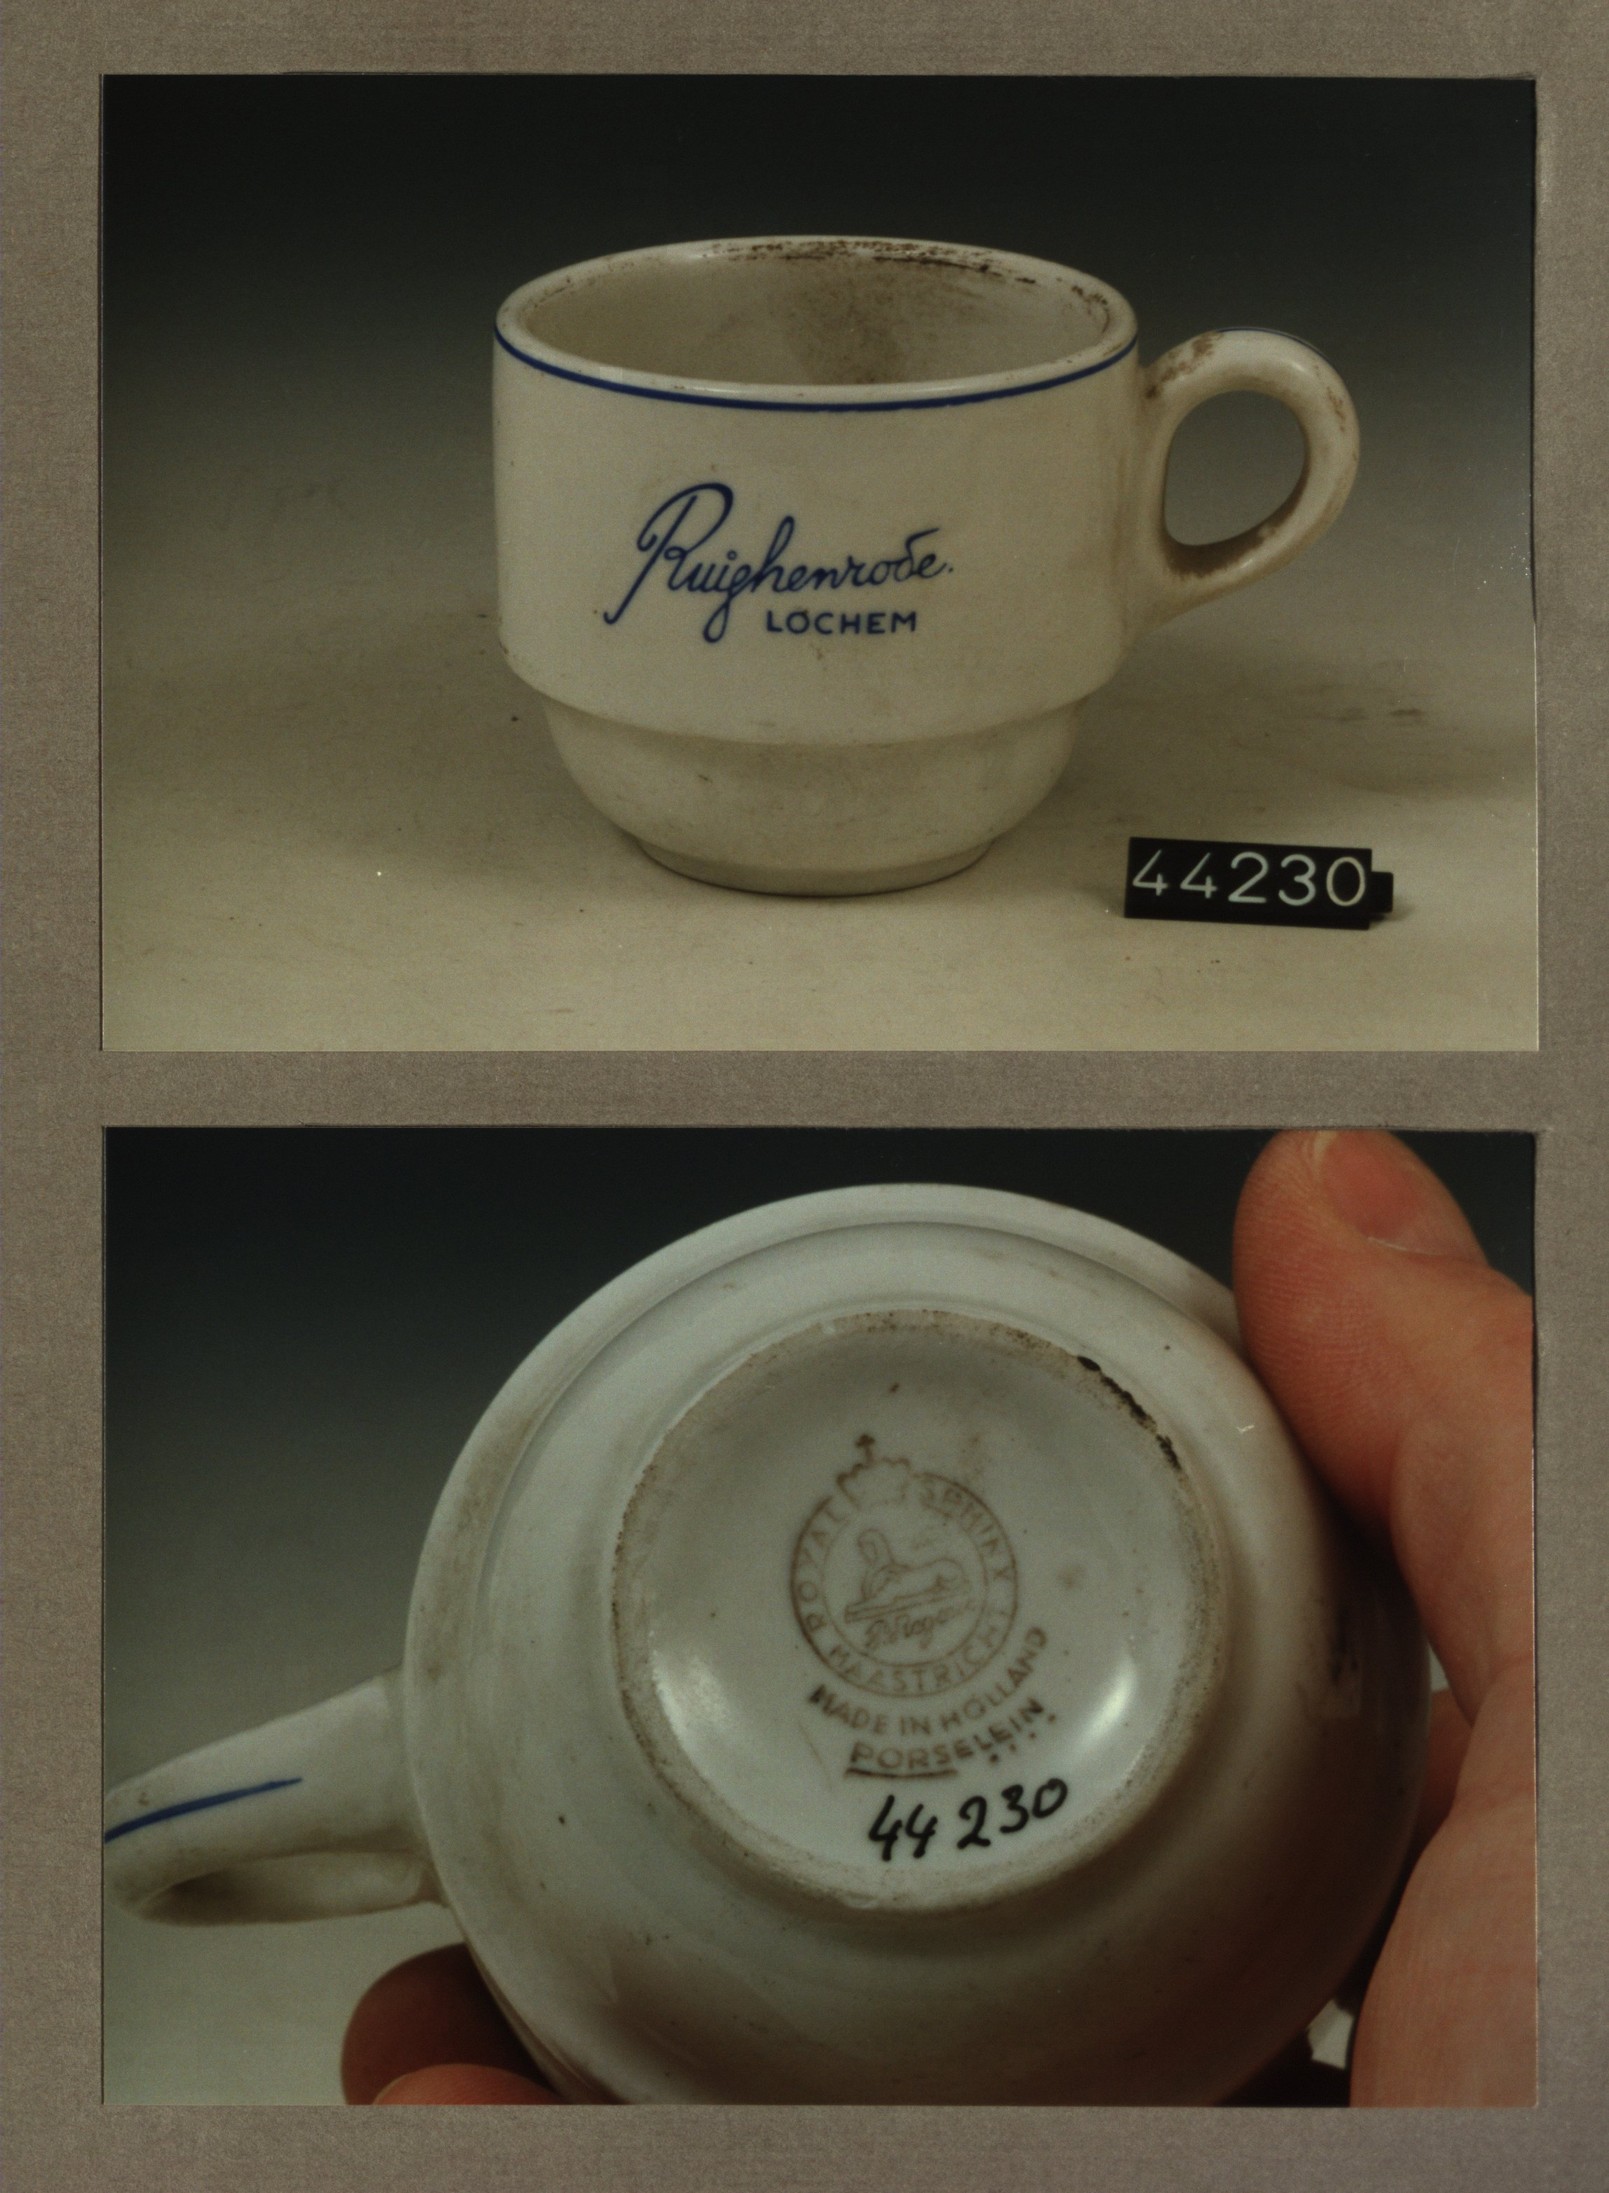 Ruighenrode.
LOCHEM
44230
ROYAL SPHINX
MAASTRICHT
MADE IN HOLLAND
PORSELEIN
44230